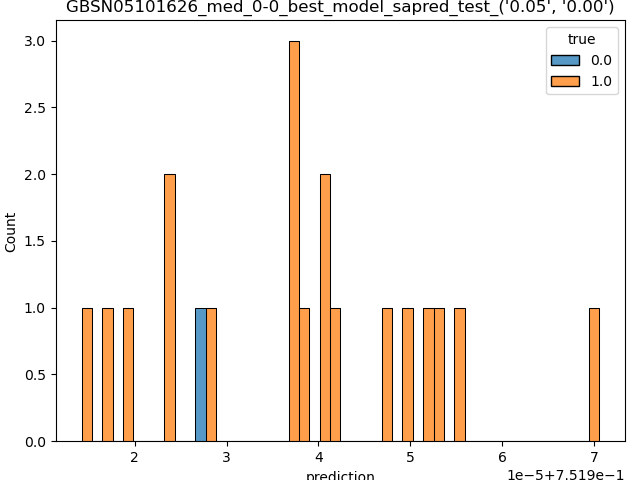 GBSN05101626_med_0-0_best_model_sapred_test_('0.05', '0.00')
3.0
2.5
2.0
1.5
1.0
0.5
0.0
Count
true
0.0
1.0
2 3 4 5 6 7
prediction
1e−5+7.519e−1